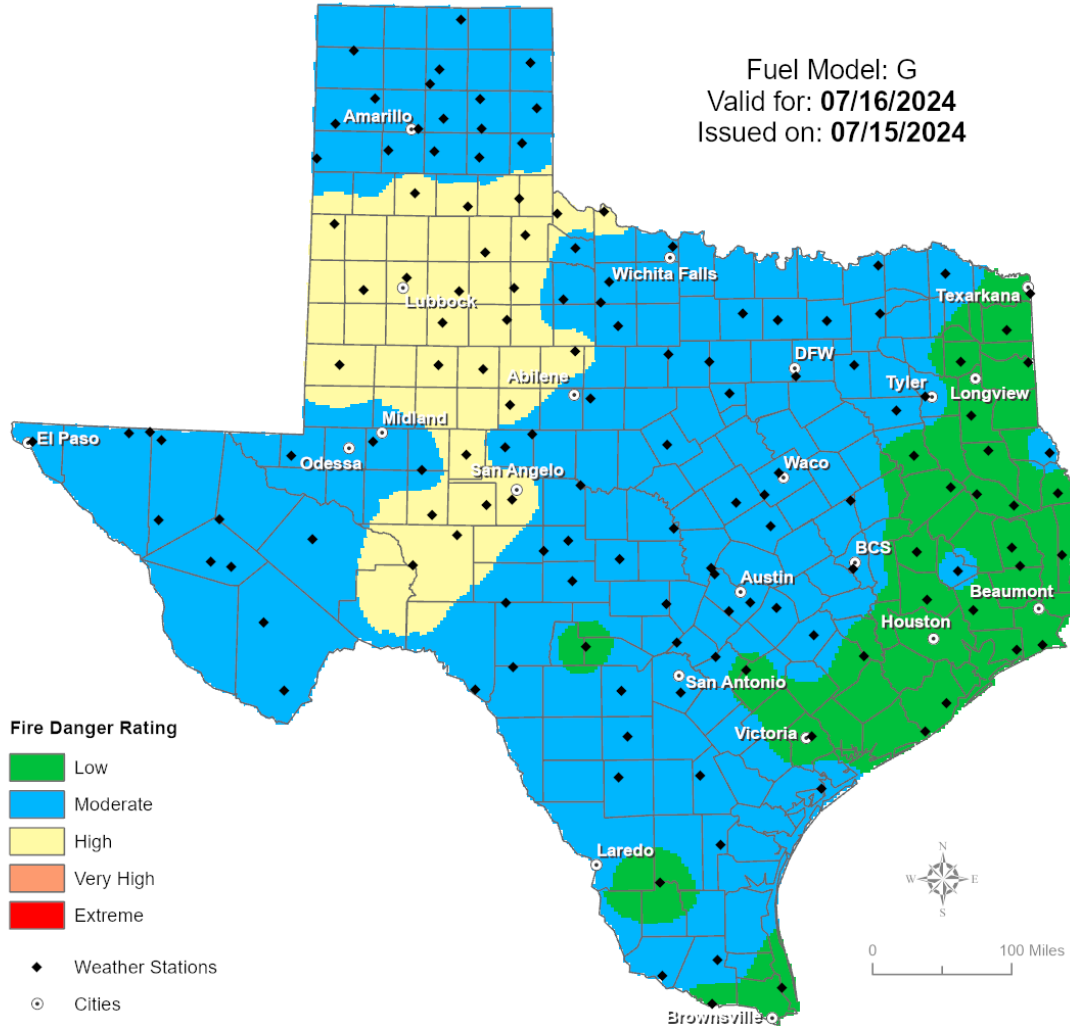 Fuel Model: G
Valid for: 07/16/2024
Issued on: 07/15/2024
Amarillo
Wichita Falls
Lubbock
Texarkana
DFW
Abilene
Tyler
Longview
Midland
El Paso
Odessa
San Angelo
Waco
BCS
Austin
Beaumont
Houston
San Antonio
Victoria
Laredo
Brownsville
Fire Danger Rating
Low
Moderate
High
Very High
Extreme
Weather Stations
Cities
N
W E
S
0 100 Miles